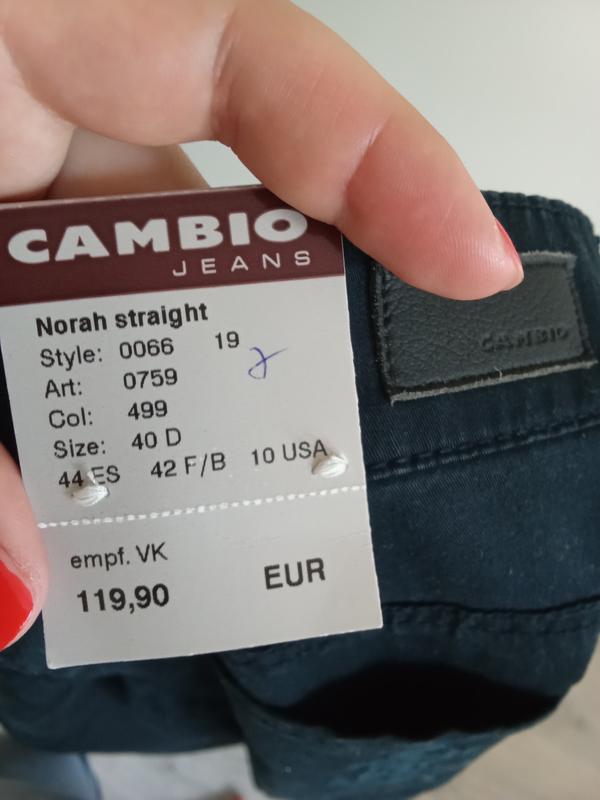 CAMBIO
JEANS
Norah straight
Style: 0066 19
Art: 0759
Col: 499
Size: 40 D
44 ES 42 F/B 10 USA
empf. VK
119,90 EUR
CAMBIO